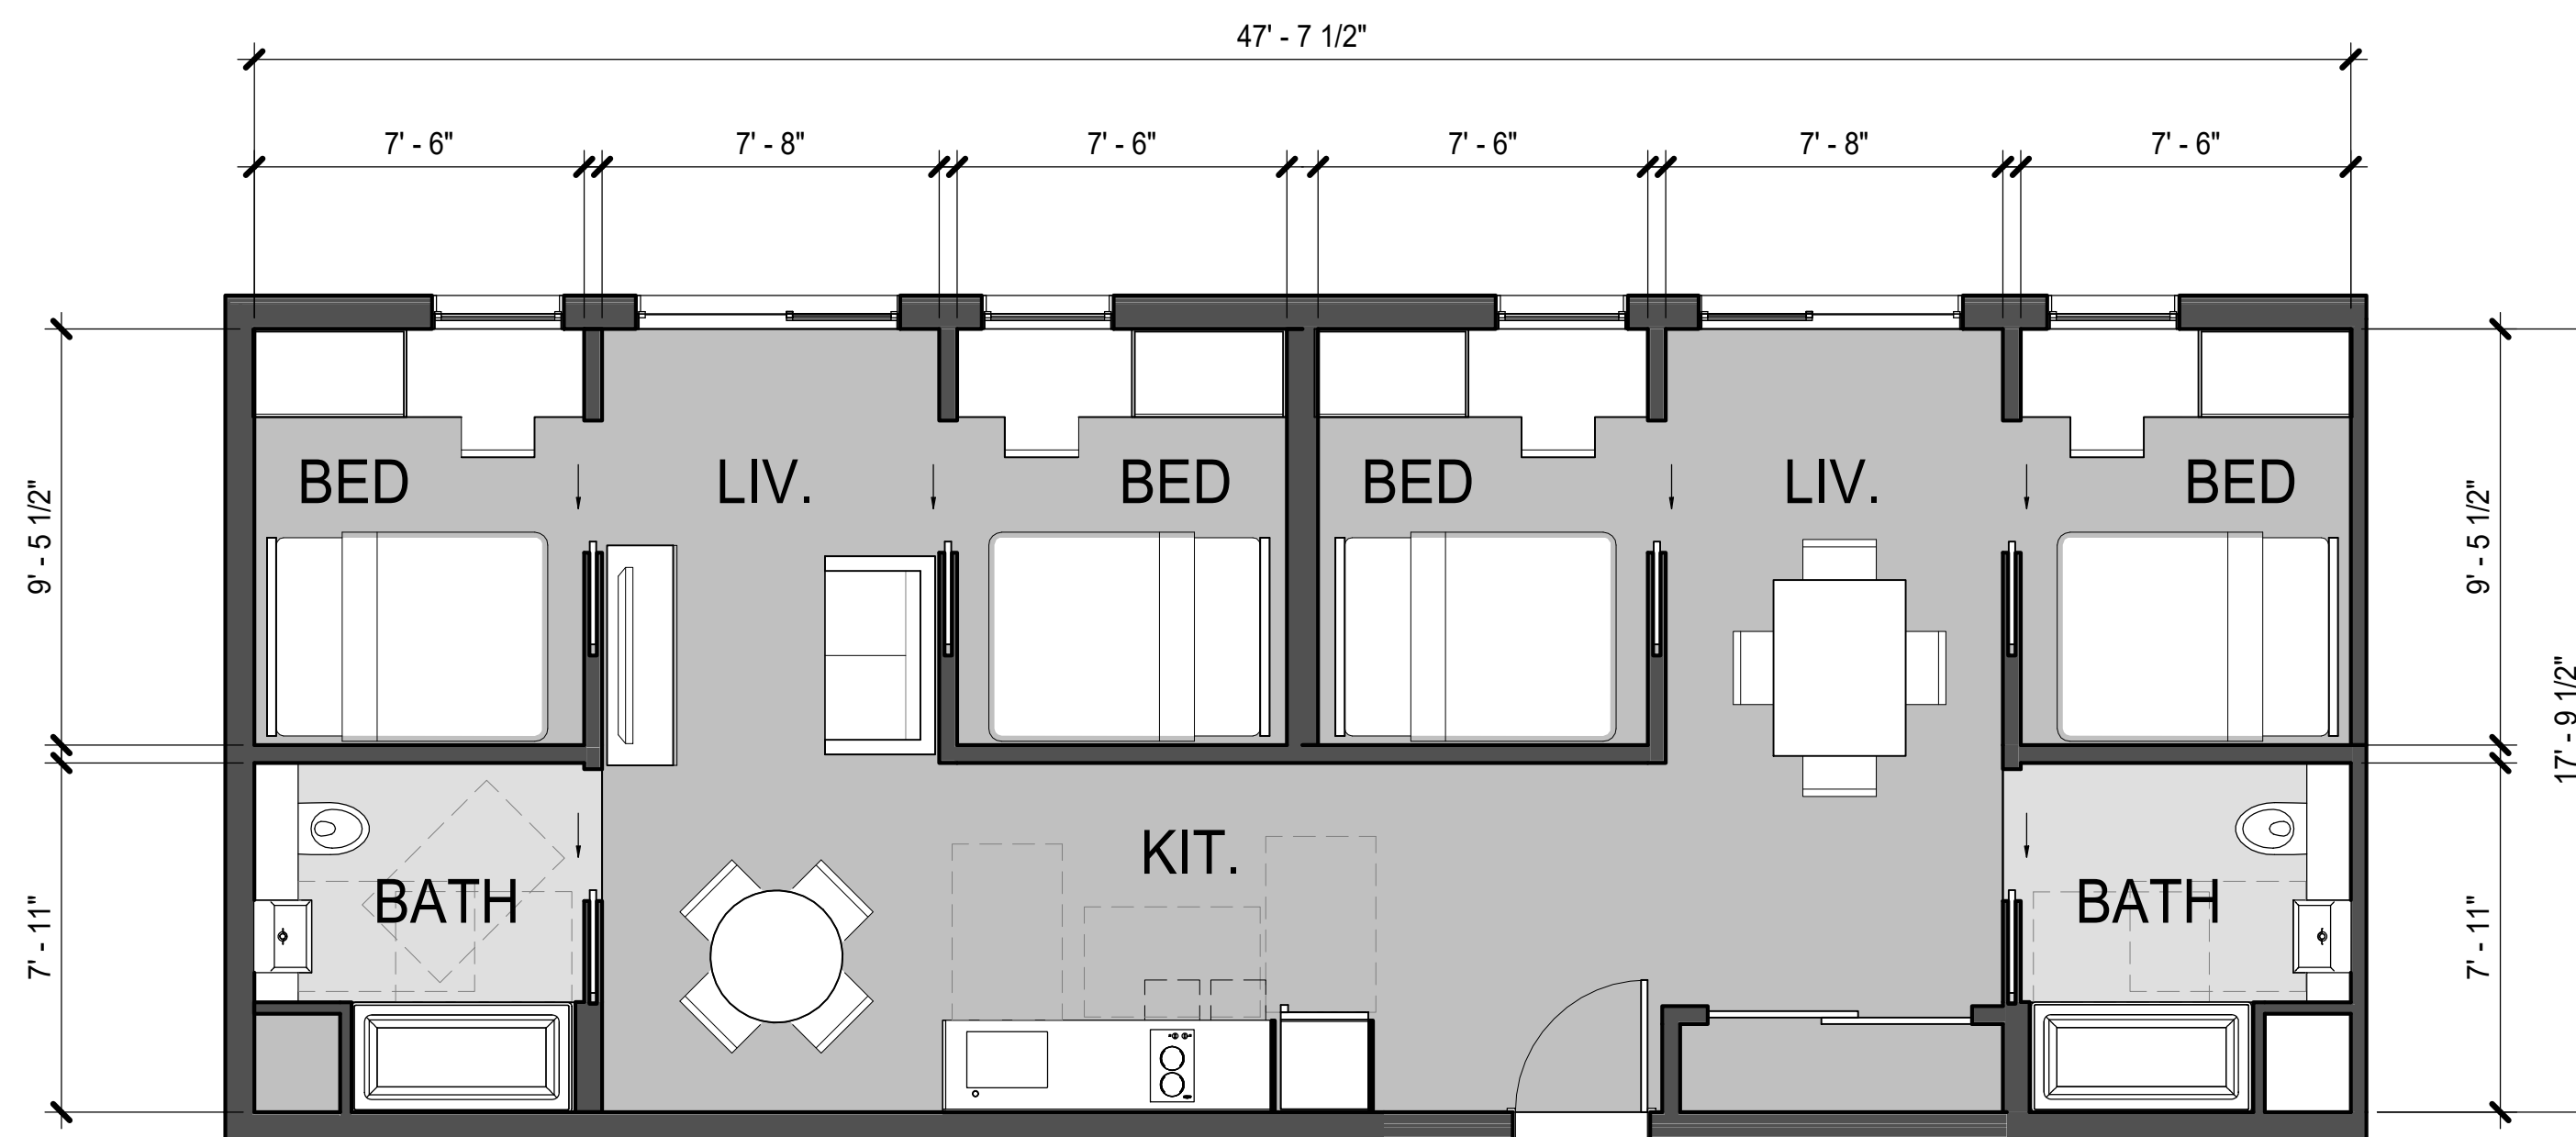 47' - 7 1/2"
7' - 6"
7' - 8"
7' - 6"
7' - 6"
7' - 8"
7' - 6"
BED
LIV.
BED
BED
LIV.
BED
9' - 5 1/2"
9' - 5 1/2"
17' - 9 1/2"
KIT.
BATH
BATH
7' - 11"
7' - 11"